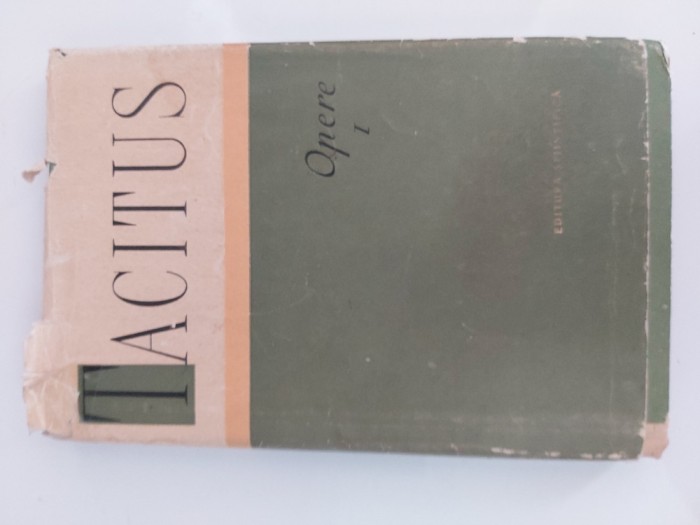 TACITUS
Opere
I
EDITURA ȘTIINȚIFICĂ